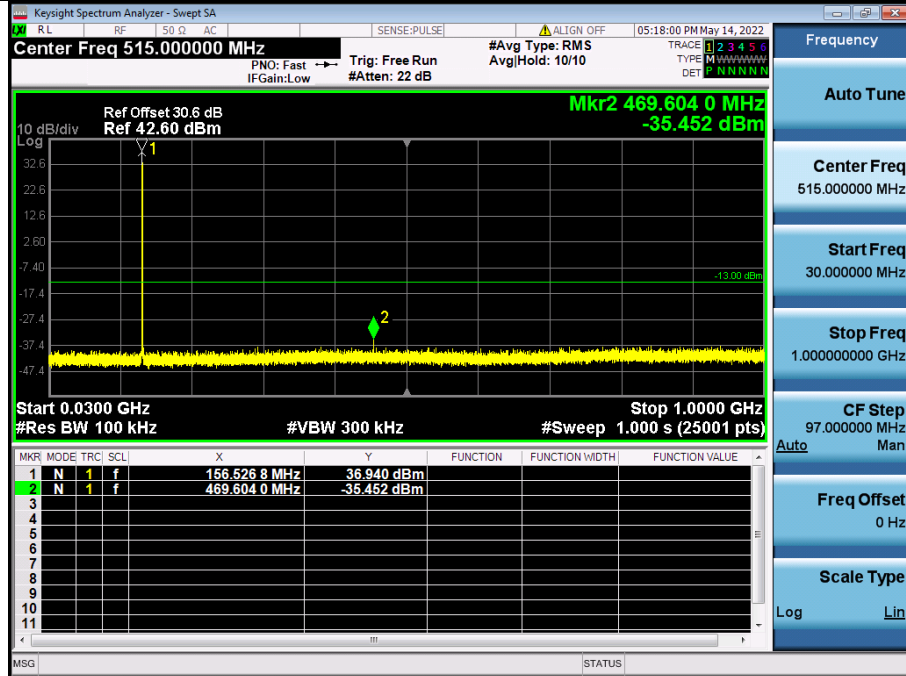 Keysight Spectrum Analyzer - Swept SA
LXI RL RF 50 Ω AC SENSE:PULSE ALIGN OFF 05:18:00 PM May 14, 2022
Center Freq 515.000000 MHz
PNO: Fast
IFGain:Low
Trig: Free Run
#Atten: 22 dB
#Avg Type: RMS
Avg|Hold: 10/10
TRACE 1 2 3 4 5 6
TYPE M W W W W W
DET P N N N N N
Mkr2 469.604 0 MHz
-35.452 dBm
Ref Offset 30.6 dB
10 dB/div Ref 42.60 dBm
Log
1
32.6
22.6
12.6
2.60
-7.40
-13.00 dBm
-17.4
-27.4
2
-37.4
-47.4
Start 0.0300 GHz Stop 1.0000 GHz
#Res BW 100 kHz #VBW 300 kHz #Sweep 1.000 s (25001 pts)
MKR MODE TRC SCL X Y FUNCTION FUNCTION WIDTH FUNCTION VALUE
1 N 1 f 156.526 8 MHz 36.940 dBm
2 N 1 f 469.604 0 MHz -35.452 dBm
3
4
5
6
7
8
9
10
11
MSG STATUS
Frequency
Auto Tune
Center Freq
515.000000 MHz
Start Freq
30.000000 MHz
Stop Freq
1.000000000 GHz
CF Step
97.000000 MHz
Auto Man
Freq Offset
0 Hz
Scale Type
Log Lin